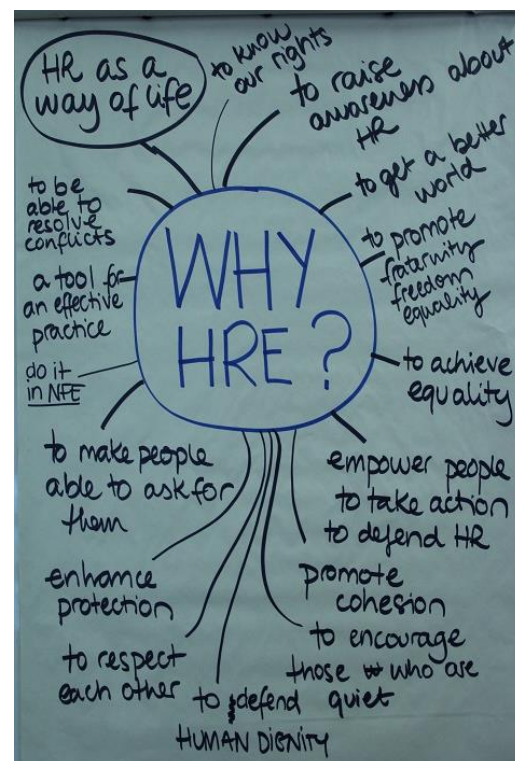 HR as a
way of life
to know
our rights
to raise
awareness about
HR
to get a better
world
to promote
fratarnity
freedom
equality
to achieve
equality
empower people
to take action
to defend HR
promote
cohesion
to encourage
those who are
quiet
to defend
HUMAN DIGNITY
to respect
each other
enhance
protection
to make people
able to ask for
them
do it
in NFE
a tool for
an effective
practice
to be
able to
resolve
conflicts
WHY
HRE?